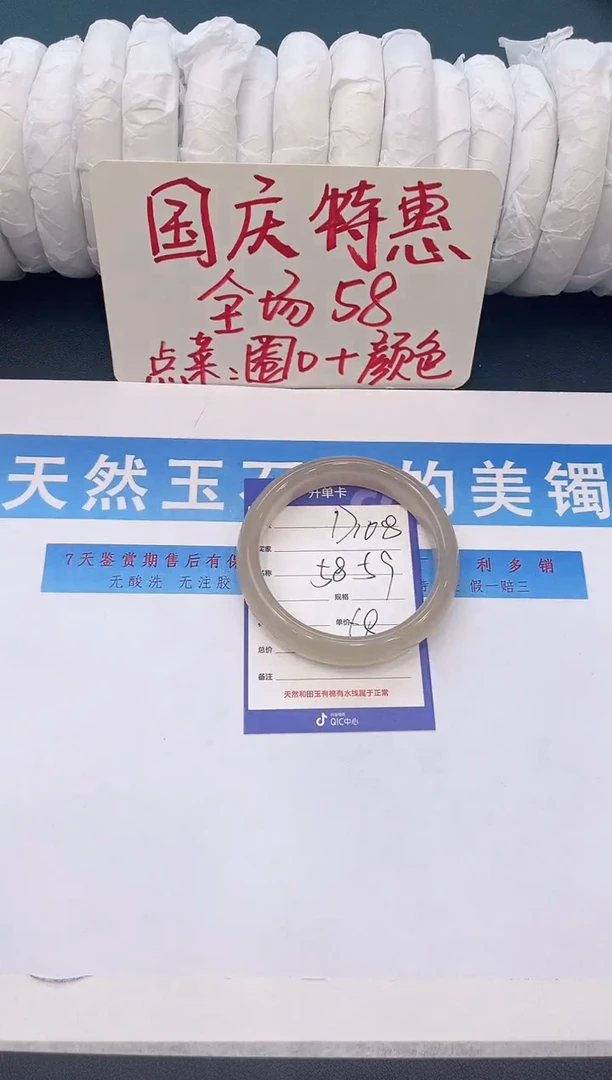 国庆特惠
全场58
点菜:圈口+颜色
天然玉石 的美镯
开单卡
7天鉴赏期售后有保 利多销
无酸洗 无注胶 假一赔三
D108
买家
名称 58-59
规格
单价
总价
备注
天然和田玉有棉有水线属于正常
QIC中心